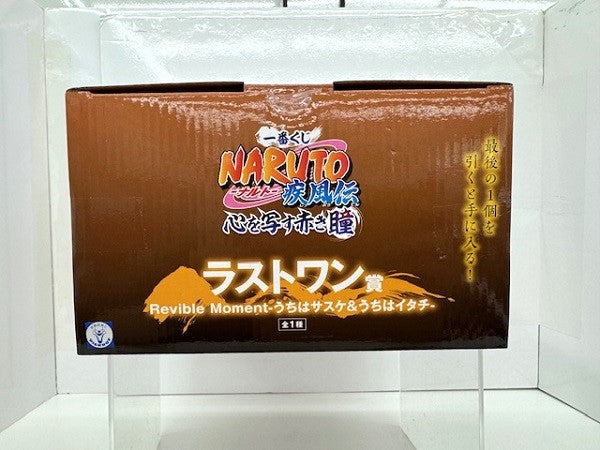 一番くじ
NARUTO
-ナルト- 疾風伝
心を写す赤き瞳
最後の1個を
引くと手に入る!
ラストワン賞
Revible Moment-うちはサスケ&うちはイタチ-
全1種